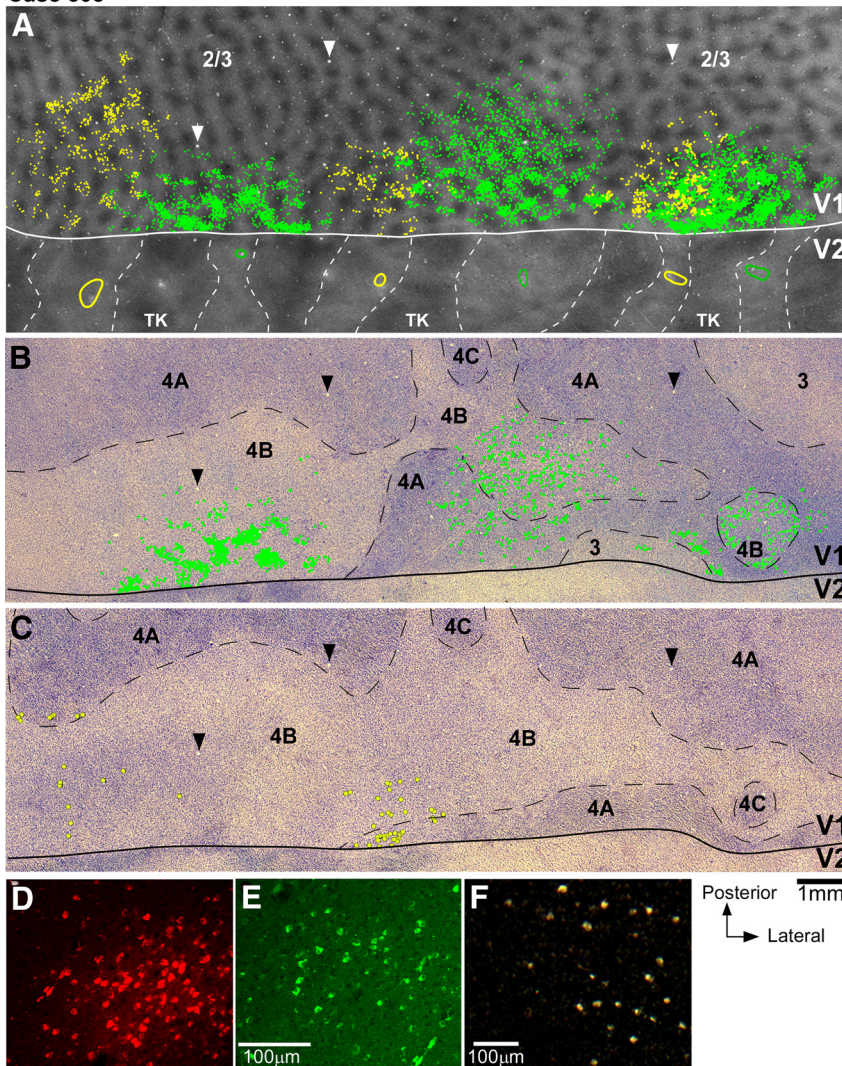 A
2/3
2/3
V1
V2
TK
TK
TK
B
4A
4C
4A
3
4B
4B
4A
3
4B
V1
V2
C
4A
4C
4A
4B
4B
4A
4C
V1
V2
D
E
F
100µm
100µm
Posterior
Lateral
1mm